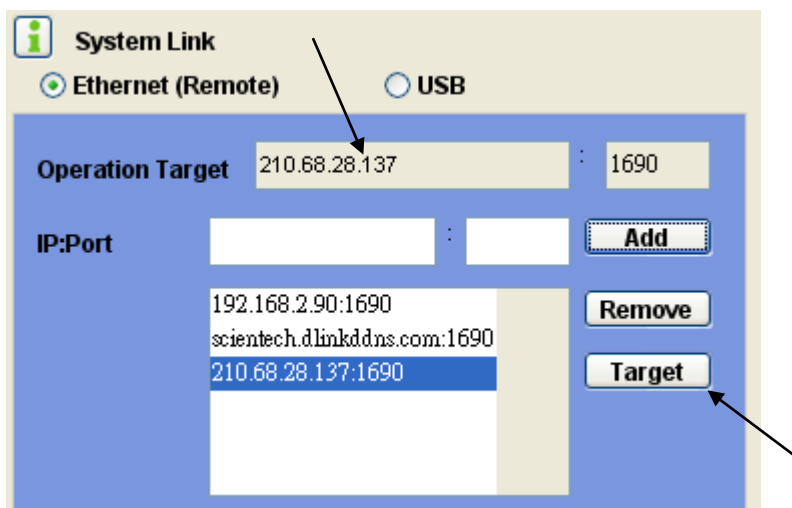 System Link
Ethernet (Remote) USB
Operation Target 210.68.28.137 : 1690
IP:Port : Add
192.168.2.90:1690 Remove
scientech.dlinkddns.com:1690
210.68.28.137:1690 Target